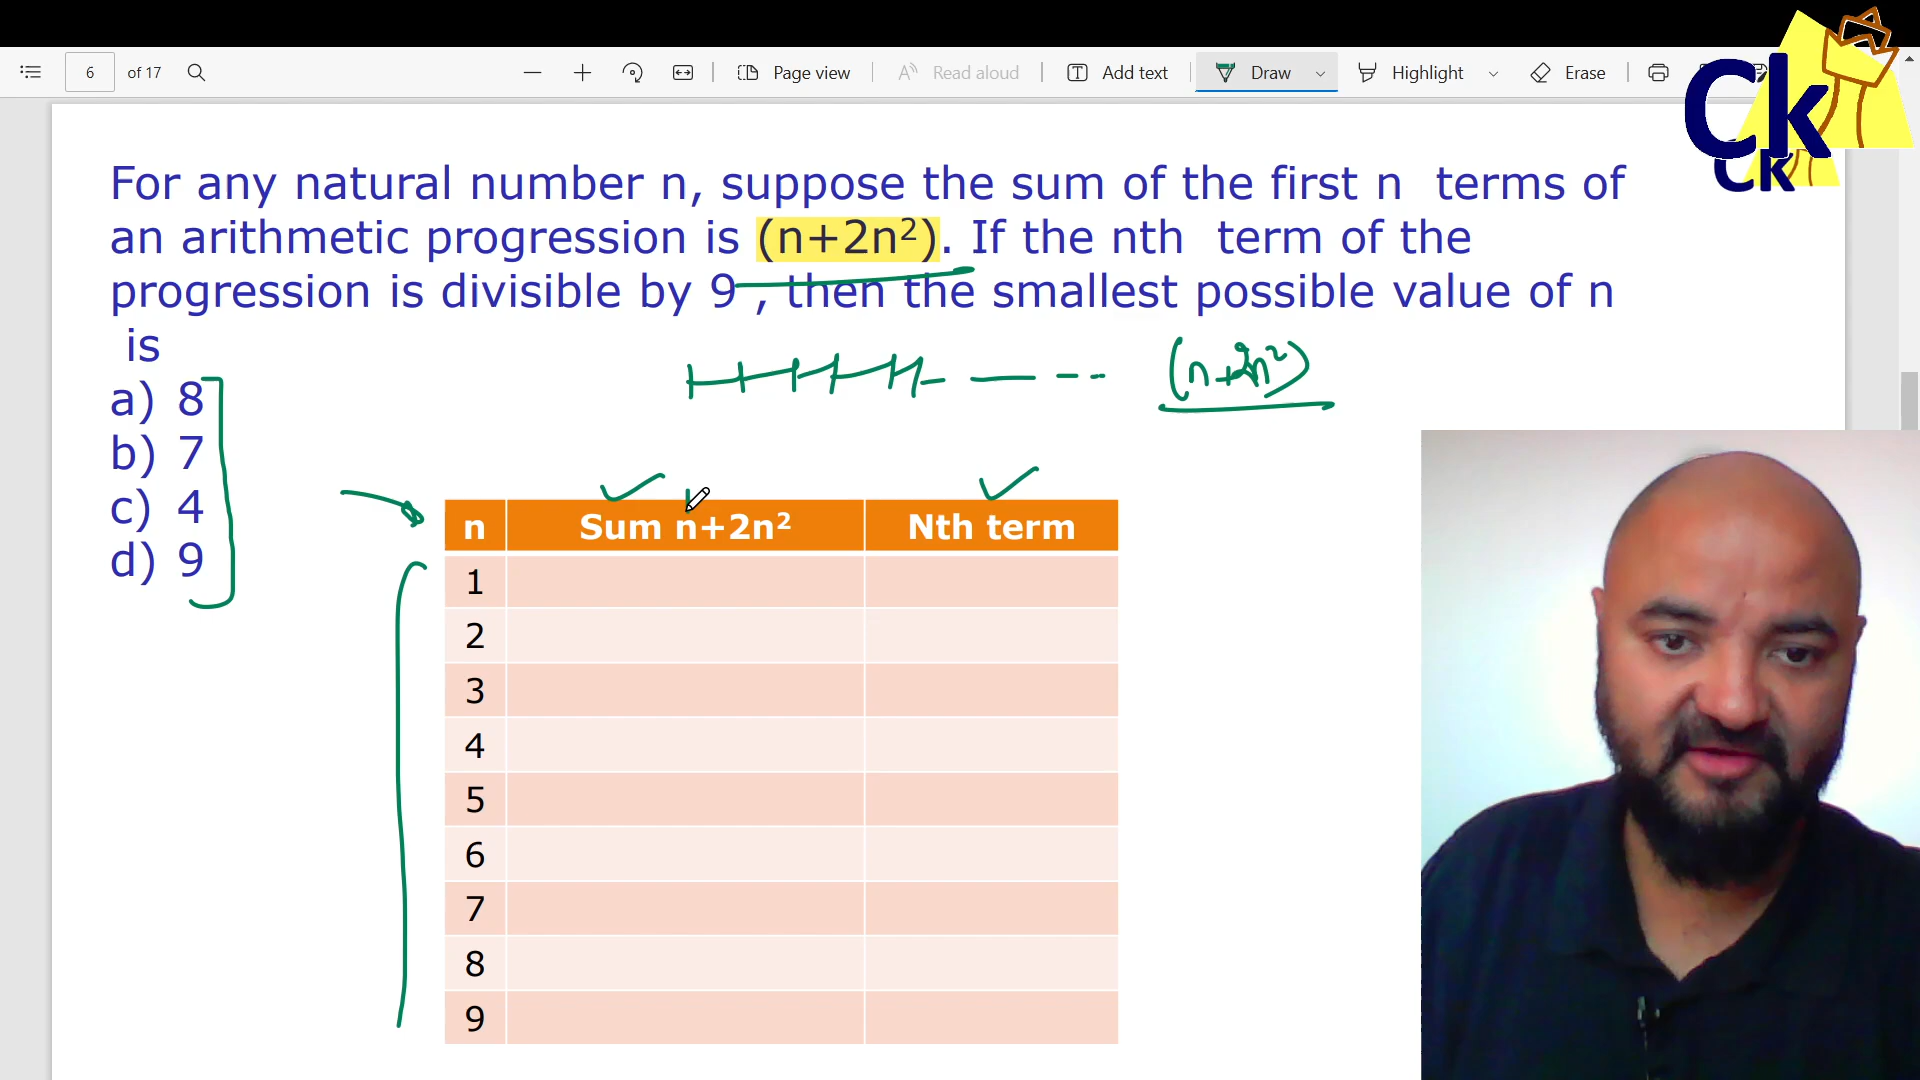 6 of 17 Page view Read aloud Add text Draw Highlight Erase
Ck
Ck
For any natural number n, suppose the sum of the first n terms of
an arithmetic progression is (n+2n²). If the nth term of the
progression is divisible by 9 , then the smallest possible value of n
is
(n+2n²)
a) 8
b) 7
c) 4
d) 9
n Sum n+2n² Nth term
1
2
3
4
5
6
7
8
9